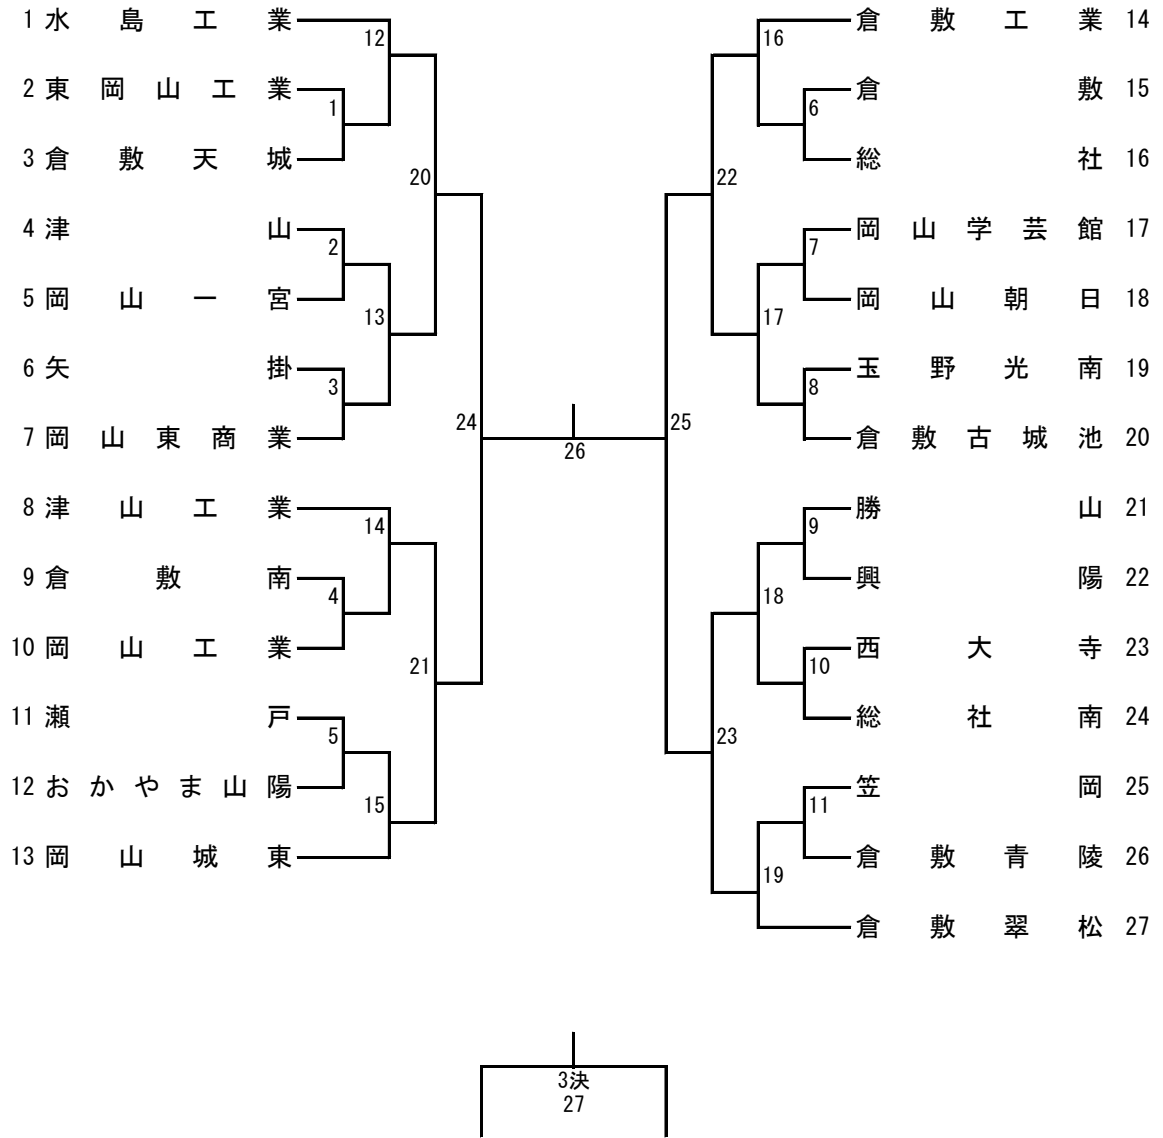 1 水島工業
12
2 東岡山工業
1
3 倉敷天城
20
4 津山
2
5 岡山一宮
13
6 矢掛
3
7 岡山東商業
24
8 津山工業
14
9 倉敷南
4
10 岡山工業
21
11 瀬戸
5
12 おかやま山陽
15
13 岡山城東
26
倉敷工業 14
16
倉敷 15
6
総社 16
22
岡山学芸館 17
7
岡山朝日 18
17
玉野光南 19
8
倉敷古城池 20
25
勝山 21
9
興陽 22
18
西大寺 23
10
総社南 24
23
笠岡 25
11
倉敷青陵 26
19
倉敷翠松 27
3決
27